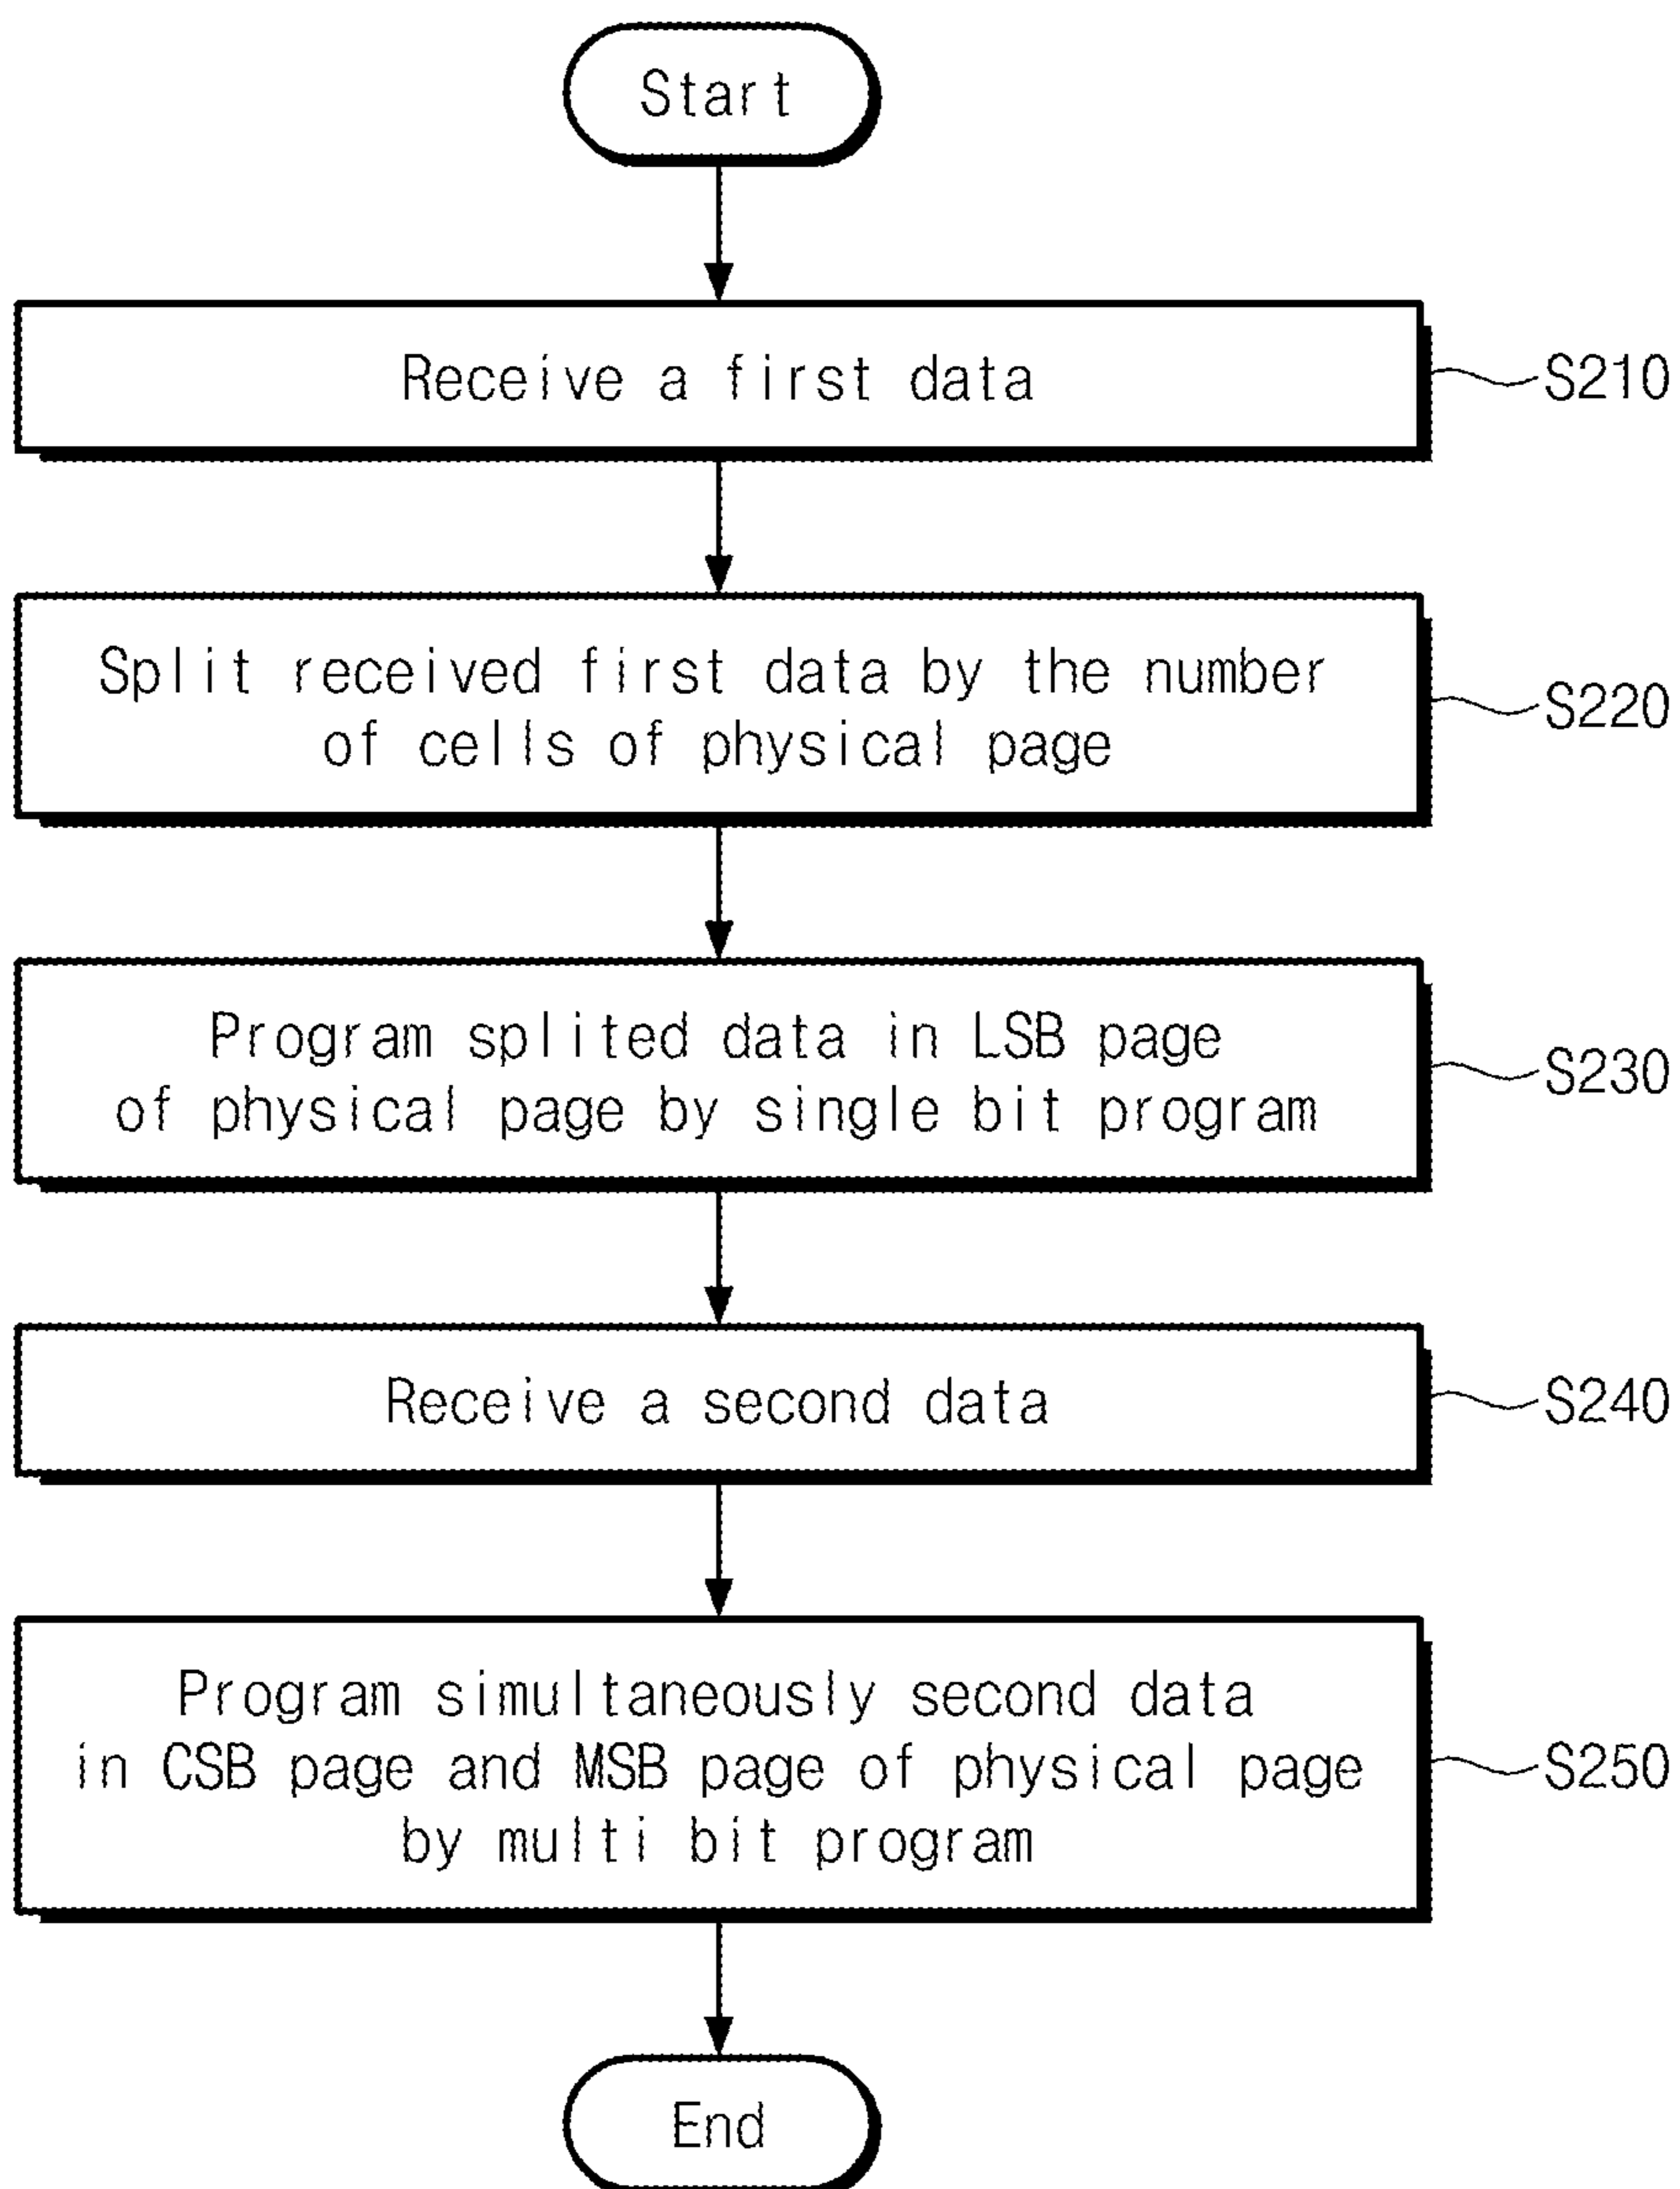 Start
Receive a first data
S210
Split received first data by the number
of cells of physical page
S220
Program splited data in LSB page
of physical page by single bit program
S230
Receive a second data
S240
Program simultaneously second data
in CSB page and MSB page of physical page
by multi bit program
S250
End